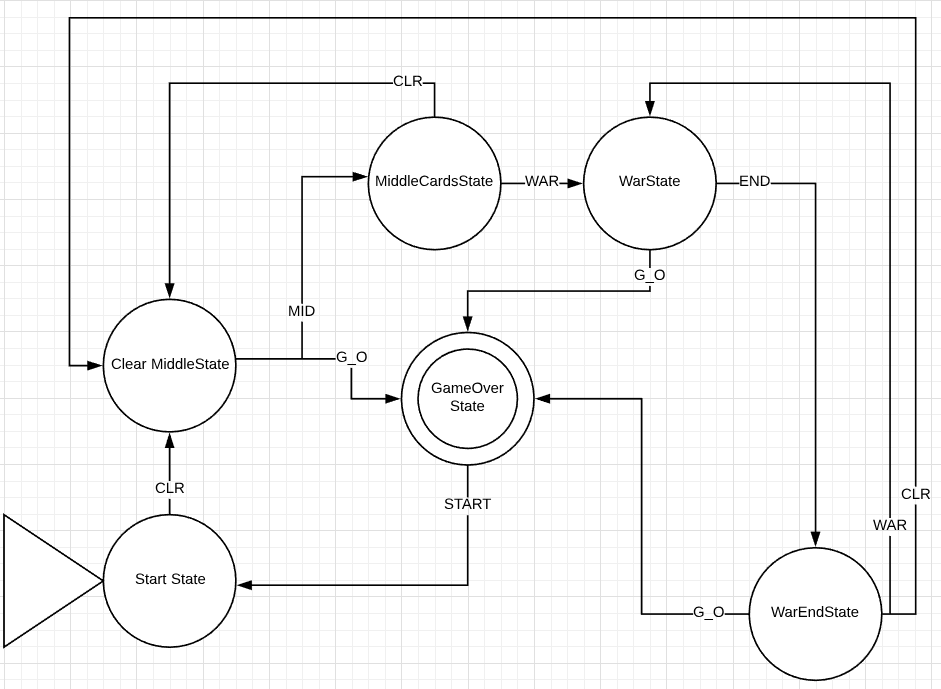 CLR
MiddleCardsState
WAR
WarState
END
G_O
MID
Clear MiddleState
G_O
GameOver
State
CLR
START
CLR
WAR
Start State
G_O
WarEndState